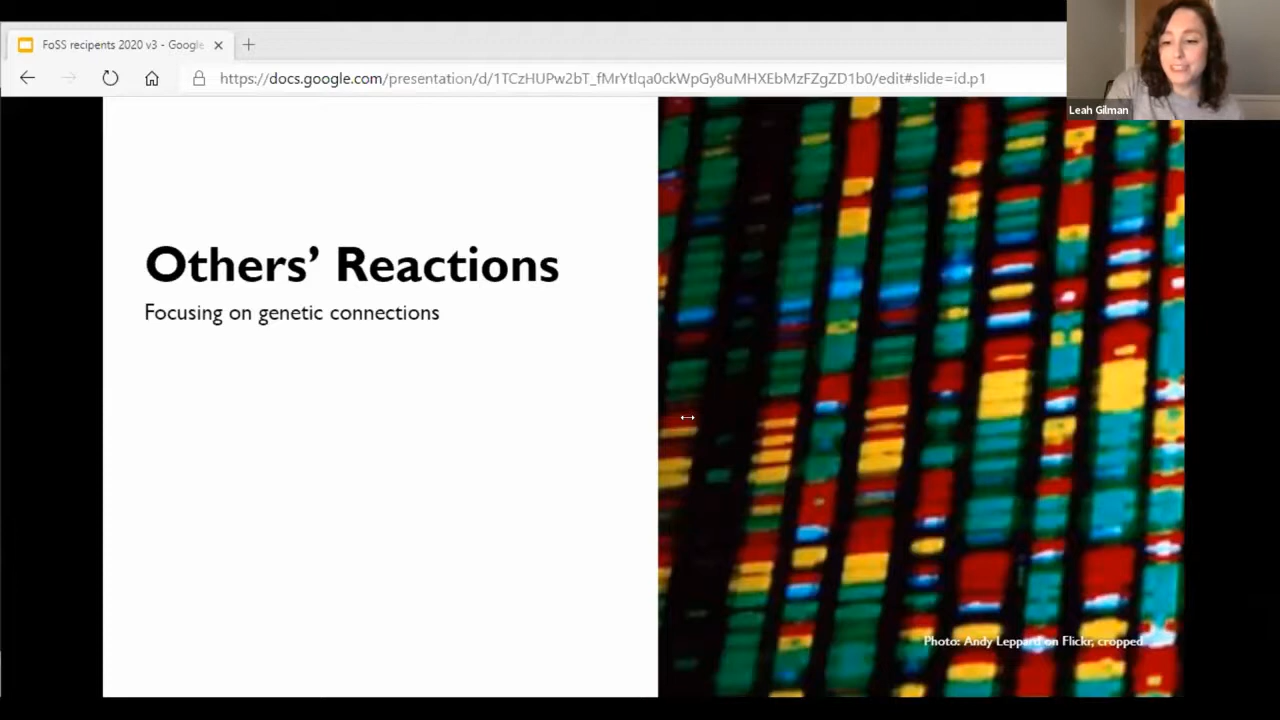 FoSS recipents 2020 v3 - Google
https://docs.google.com/presentation/d/1TCzHUPw2bT_fMrYtlqa0ckWpGy8uMHXEbMzFZgZD1b0/edit#slide=id.p1
Leah Gilman
Others’ Reactions
Focusing on genetic connections
Photo: Andy Leppard on Flickr, cropped